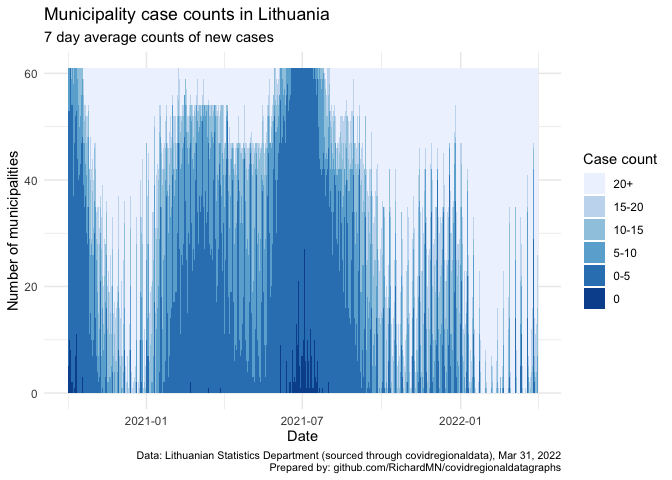 Municipality case counts in Lithuania
7 day average counts of new cases
Number of municipalities
60
40
20
0
2021-01
2021-07
2022-01
Date
Case count
20+
15-20
10-15
5-10
0-5
0
Data: Lithuanian Statistics Department (sourced through covidregionaldata), Mar 31, 2022
Prepared by: github.com/RichardMN/covidregionaldatagraphs